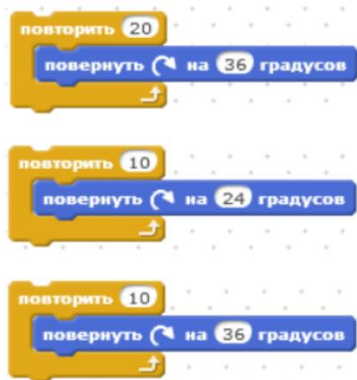 повторить 20
повернуть на 36 градусов
повторить 10
повернуть на 24 градусов
повторить 10
повернуть на 36 градусов